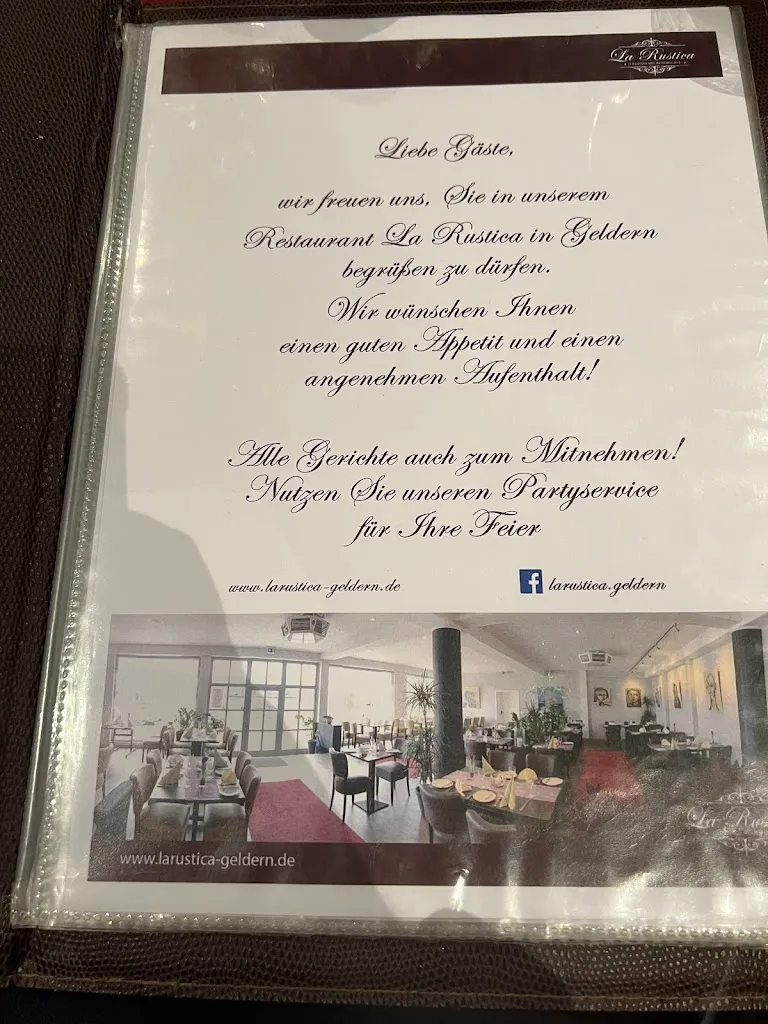 La Rustica
Liebe Gäste,
wir freuen uns, Sie in unserem
Restaurant La Rustica in Geldern
begrüßen zu dürfen.
Wir wünschen Ihnen
einen guten Appetit und einen
angenehmen Aufenthalt!
Alle Gerichte auch zum Mitnehmen!
Nutzen Sie unseren Partyservice
für Ihre Feier
www.larustica-geldern.de
larustica.geldern
La Rus
www.larustica-geldern.de